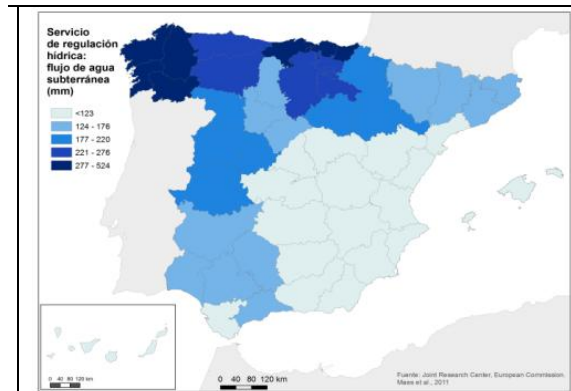 Servicio
de regulación
hídrica:
flujo de agua
subterránea
(mm)
<123
124 - 176
177 - 220
221 - 276
277 - 524
0 40 80 120 km
0 40 80 120 km
Fuente: Joint Research Center, European Commission.
Maes et al., 2011